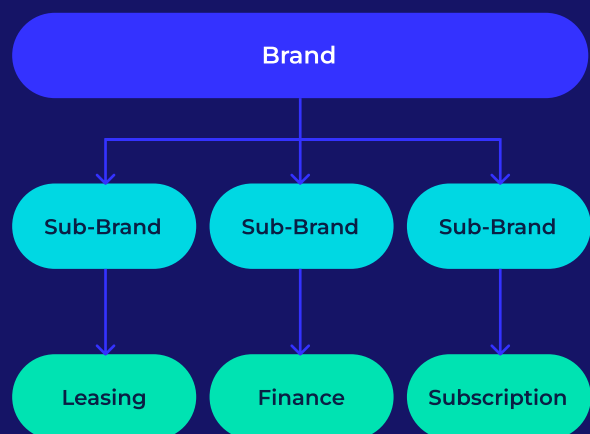 Brand
Sub-Brand
Sub-Brand
Sub-Brand
Leasing
Finance
Subscription